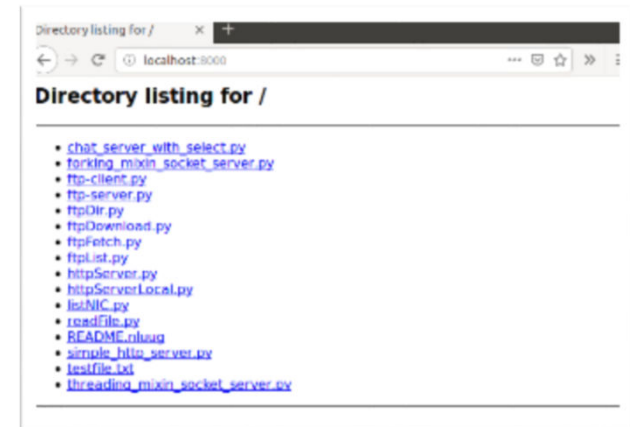 Directory listing for /
localhost:8000
Directory listing for /
chat_server_with_select.py
forking_mixin_socket_server.py
ftp-client.py
ftp-server.py
ftpDir.py
ftpDownload.py
ftpFetch.py
ftpList.py
httpServer.py
httpServerLocal.py
listNIC.py
readFile.py
README.nluug
simple_http_server.py
testfile.txt
threading_mixin_socket_server.py